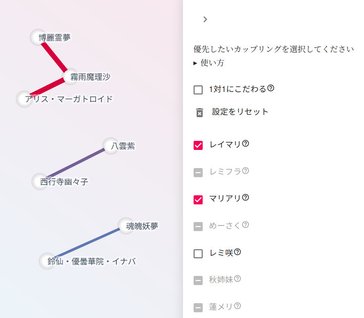 博麗霊夢
霧雨魔理沙
アリス・マーガトロイド
八雲紫
西行寺幽々子
魂魄妖夢
鈴仙・優曇華院・イナバ
優先したいカップリングを選択してください
▸ 使い方
1対1にこだわる?
設定をリセット
レイマリ?
レミフラ?
マリアリ?
めーさく?
レミ咲?
秋姉妹?
蓮メリ?